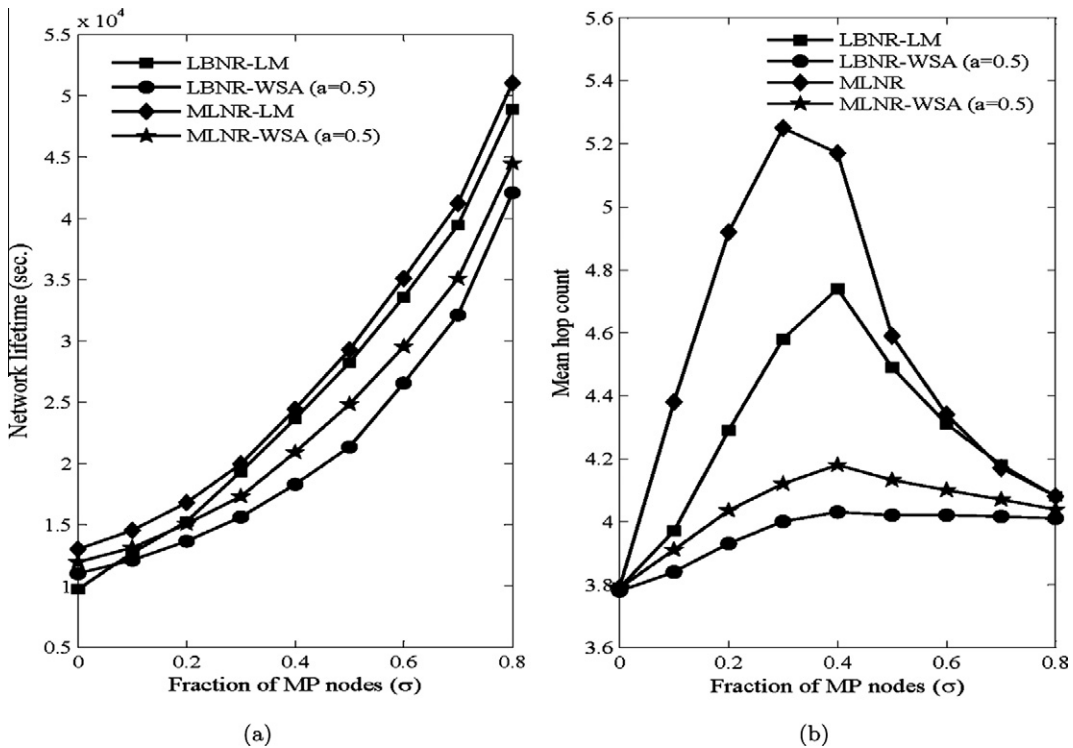 x 10⁴
5.5
5
4.5
4
3.5
3
2.5
2
1.5
1
0.5
0
0.2
0.4
0.6
0.8
Network lifetime (sec.)
Fraction of MP nodes (σ)
LBNR-LM
LBNR-WSA (a=0.5)
MLNR-LM
MLNR-WSA (a=0.5)
(a)
5.6
5.4
5.2
5
4.8
4.6
4.4
4.2
4
3.8
3.6
0
0.2
0.4
0.6
0.8
Mean hop count
Fraction of MP nodes (σ)
LBNR-LM
LBNR-WSA (a=0.5)
MLNR
MLNR-WSA (a=0.5)
(b)